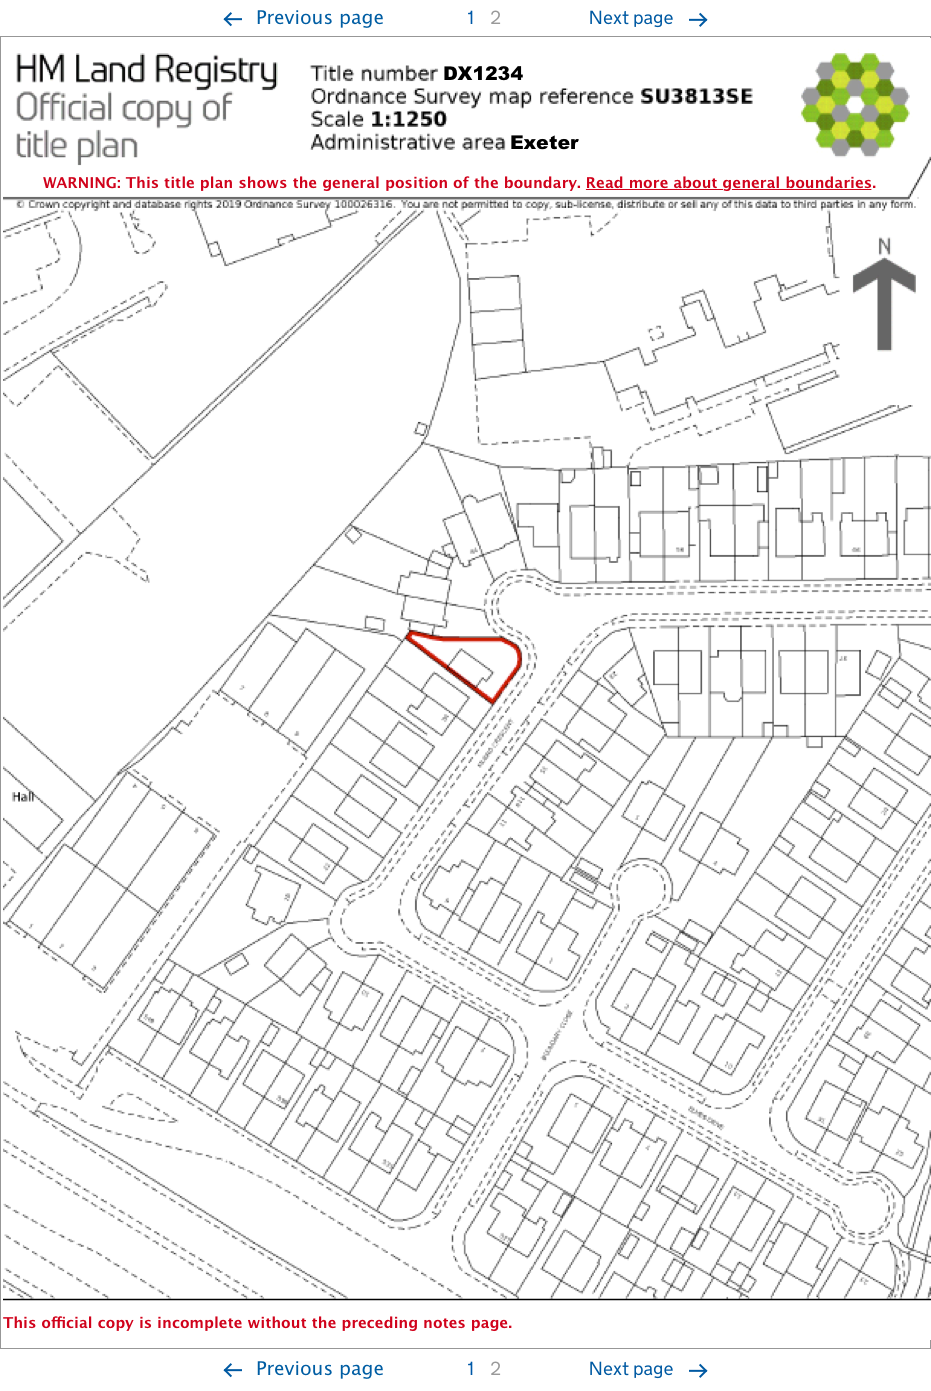 ← Previous page 1 2 Next page →
HM Land Registry
Official copy of
title plan
Title number DX1234
Ordnance Survey map reference SU3813SE
Scale 1:1250
Administrative area Exeter
WARNING: This title plan shows the general position of the boundary. Read more about general boundaries.
© Crown copyright and database rights 2019 Ordnance Survey 100026316. You are not permitted to copy, sub-license, distribute or sell any of this data to third parties in any form.
N
Hall
CRESCENT
BOUNDARY CLOSE
This official copy is incomplete without the preceding notes page.
← Previous page 1 2 Next page →